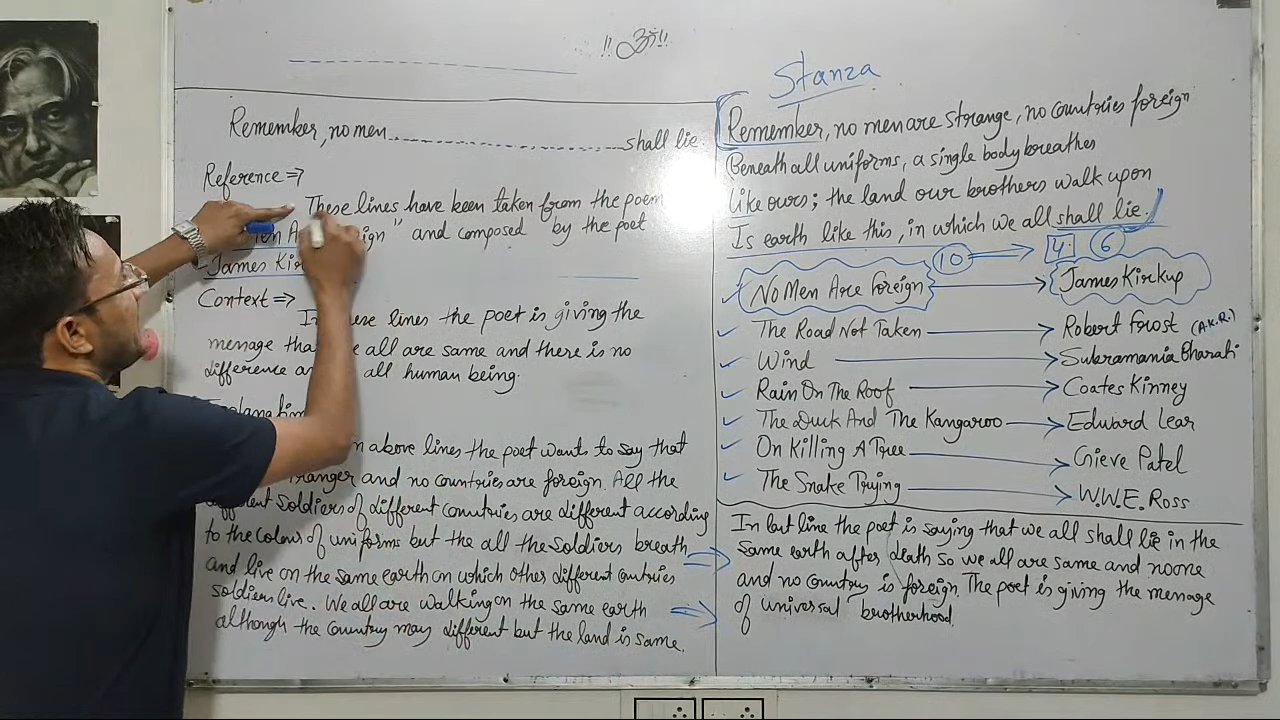 !! ॐ !!
Remember, no men.............................shall lie.
Reference⇒
These lines have been taken from the poem
en A eign" and composed by the poet
James Kir
Context⇒
In ese lines the poet is giving the
menage tha e all are same and there is no
difference a all human being.
n above lines the poet wants to say that
ranger and no countries are foreign. All the
different soldiers of different countries are different according
to the colour of uniforms but the all the soldiers breath
and live on the same earth on which other different countries
soldiers live. We all are walking on the same earth
although the country may different but the land is same.
Stanza
Remember, no men are strange, no countries foreign
Beneath all uniforms, a single body breathes
Like ours; the land our brothers walk upon
Is earth like this, in which we all shall lie.
10 ⇒ 4 6
No Men Are Foreign → James Kirkup
The Road Not Taken → Robert Frost (A.K.R.)
Wind → Subramania Bharati
Rain On The Roof → Coates Kinney
The Duck And The Kangaroo → Edward Lear
On Killing A Tree → Gieve Patel
The Snake Trying → W.W.E. Ross
In last line the poet is saying that we all shall lie in the
same earth after death so we all are same and no one
and no country is foreign. The poet is giving the menage
of universal brotherhood.